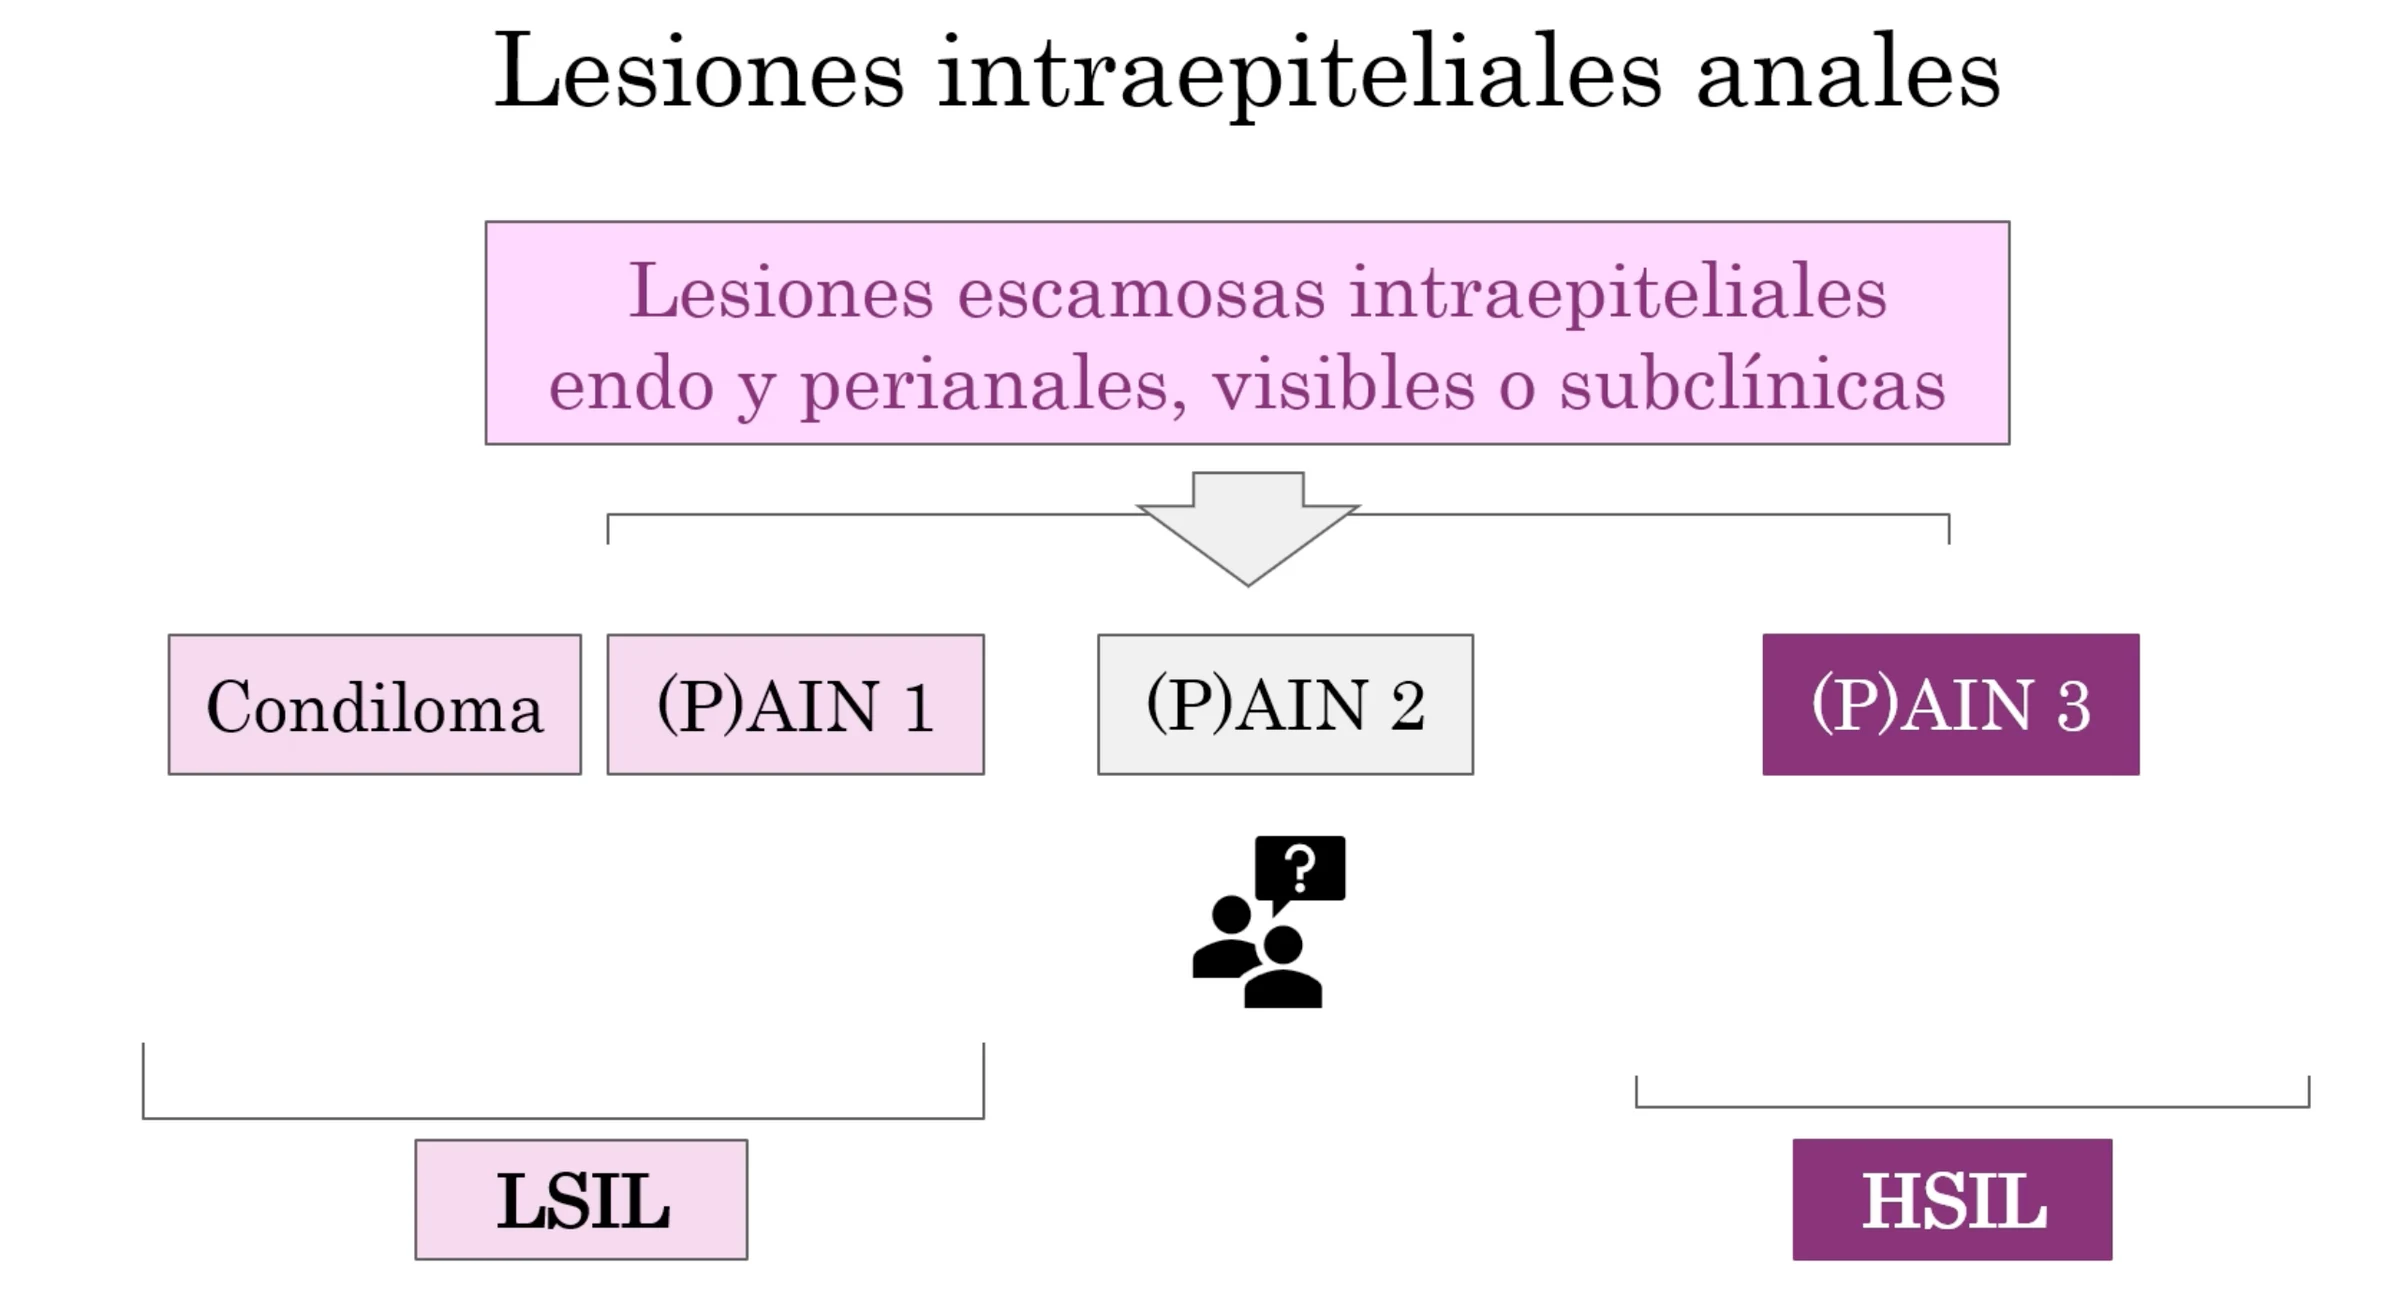 Lesiones intraepiteliales anales
Lesiones escamosas intraepiteliales
endo y perianales, visibles o subclínicas
Condiloma
(P)AIN 1
(P)AIN 2
(P)AIN 3
?
LSIL
HSIL